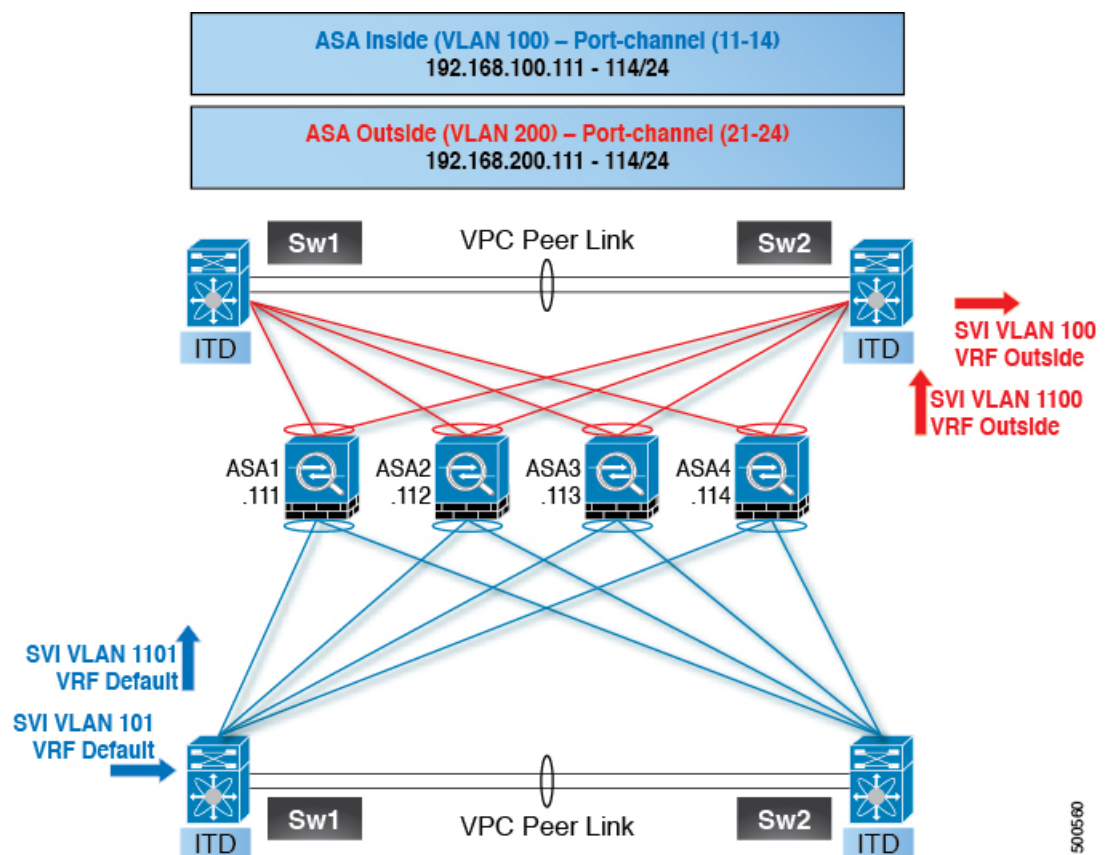 ASA Inside (VLAN 100) – Port-channel (11-14)
192.168.100.111 - 114/24
ASA Outside (VLAN 200) – Port-channel (21-24)
192.168.200.111 - 114/24
Sw1
VPC Peer Link
Sw2
ITD
ITD
SVI VLAN 100
VRF Outside
SVI VLAN 1100
VRF Outside
ASA1
.111
ASA2
.112
ASA3
.113
ASA4
.114
SVI VLAN 1101
VRF Default
SVI VLAN 101
VRF Default
Sw1
VPC Peer Link
Sw2
ITD
ITD
500560